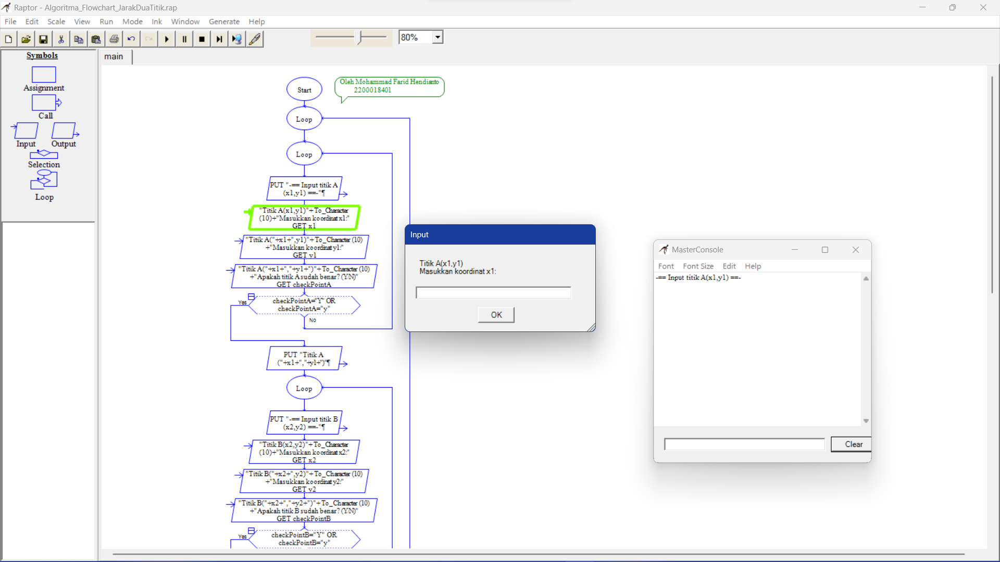 Raptor - Algoritma_Flowchart_JarakDuaTitik.rap
File Edit Scale View Run Mode Ink Window Generate Help
80%
Symbols
Assignment
Call
Input Output
Selection
Loop
main
Oleh Mohammad Farid Hendianto
2200018401
Start
Loop
Loop
PUT "-== Input titik A
(x1,y1) ==-"¶
"Titik A(x1,y1)"+To_Character
(10)+"Masukkan koordinat x1:"
GET x1
"Titik A("+x1+",y1)"+To_Character (10)
+"Masukkan koordinat y1:"
GET y1
"Titik A("+x1+","+y1+")"+To_Character (10)
+"Apakah titik A sudah benar? (Y/N)"
GET checkPointA
Yes
checkPointA="Y" OR
checkPointA="y"
No
PUT "Titik A
("+x1+","+y1+")"¶
Loop
PUT "-== Input titik B
(x2,y2) ==-"¶
"Titik B(x2,y2)"+To_Character
(10)+"Masukkan koordinat x2:"
GET x2
"Titik B("+x2+",y2)"+To_Character (10)
+"Masukkan koordinat y2:"
GET y2
"Titik B("+x2+","+y2+")"+To_Character (10)
+"Apakah titik B sudah benar? (Y/N)"
GET checkPointB
Yes
checkPointB="Y" OR
checkPointB="y"
Input
Titik A(x1,y1)
Masukkan koordinat x1:
OK
MasterConsole
Font Font Size Edit Help
-== Input titik A(x1,y1) ==-
Clear